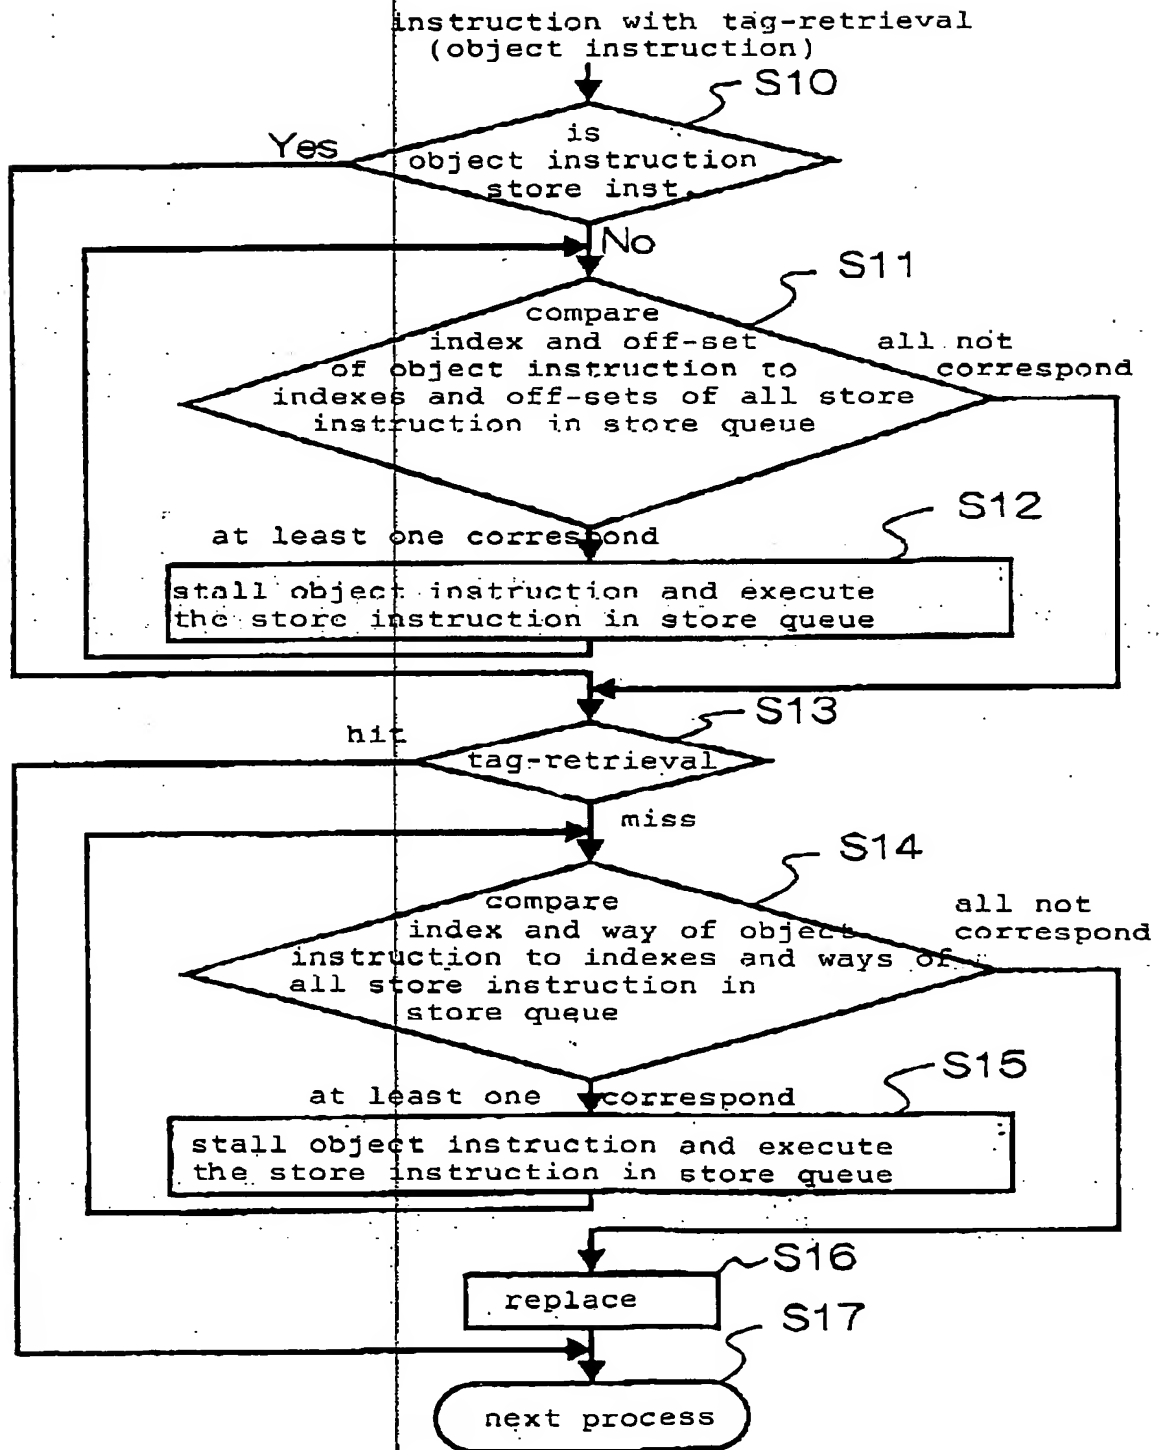 instruction with tag-retrieval
(object instruction)
S10
Yes
is
object instruction
store inst.
No
S11
compare
index and off-set
of object instruction to
indexes and off-sets of all store
instruction in store queue
all not
correspond
S12
at least one correspond
stall object instruction and execute
the store instruction in store queue
S13
hit
tag-retrieval
miss
S14
compare
index and way of object
instruction to indexes and ways of
all store instruction in
store queue
all not
correspond
S15
at least one correspond
stall object instruction and execute
the store instruction in store queue
S16
replace
S17
next process